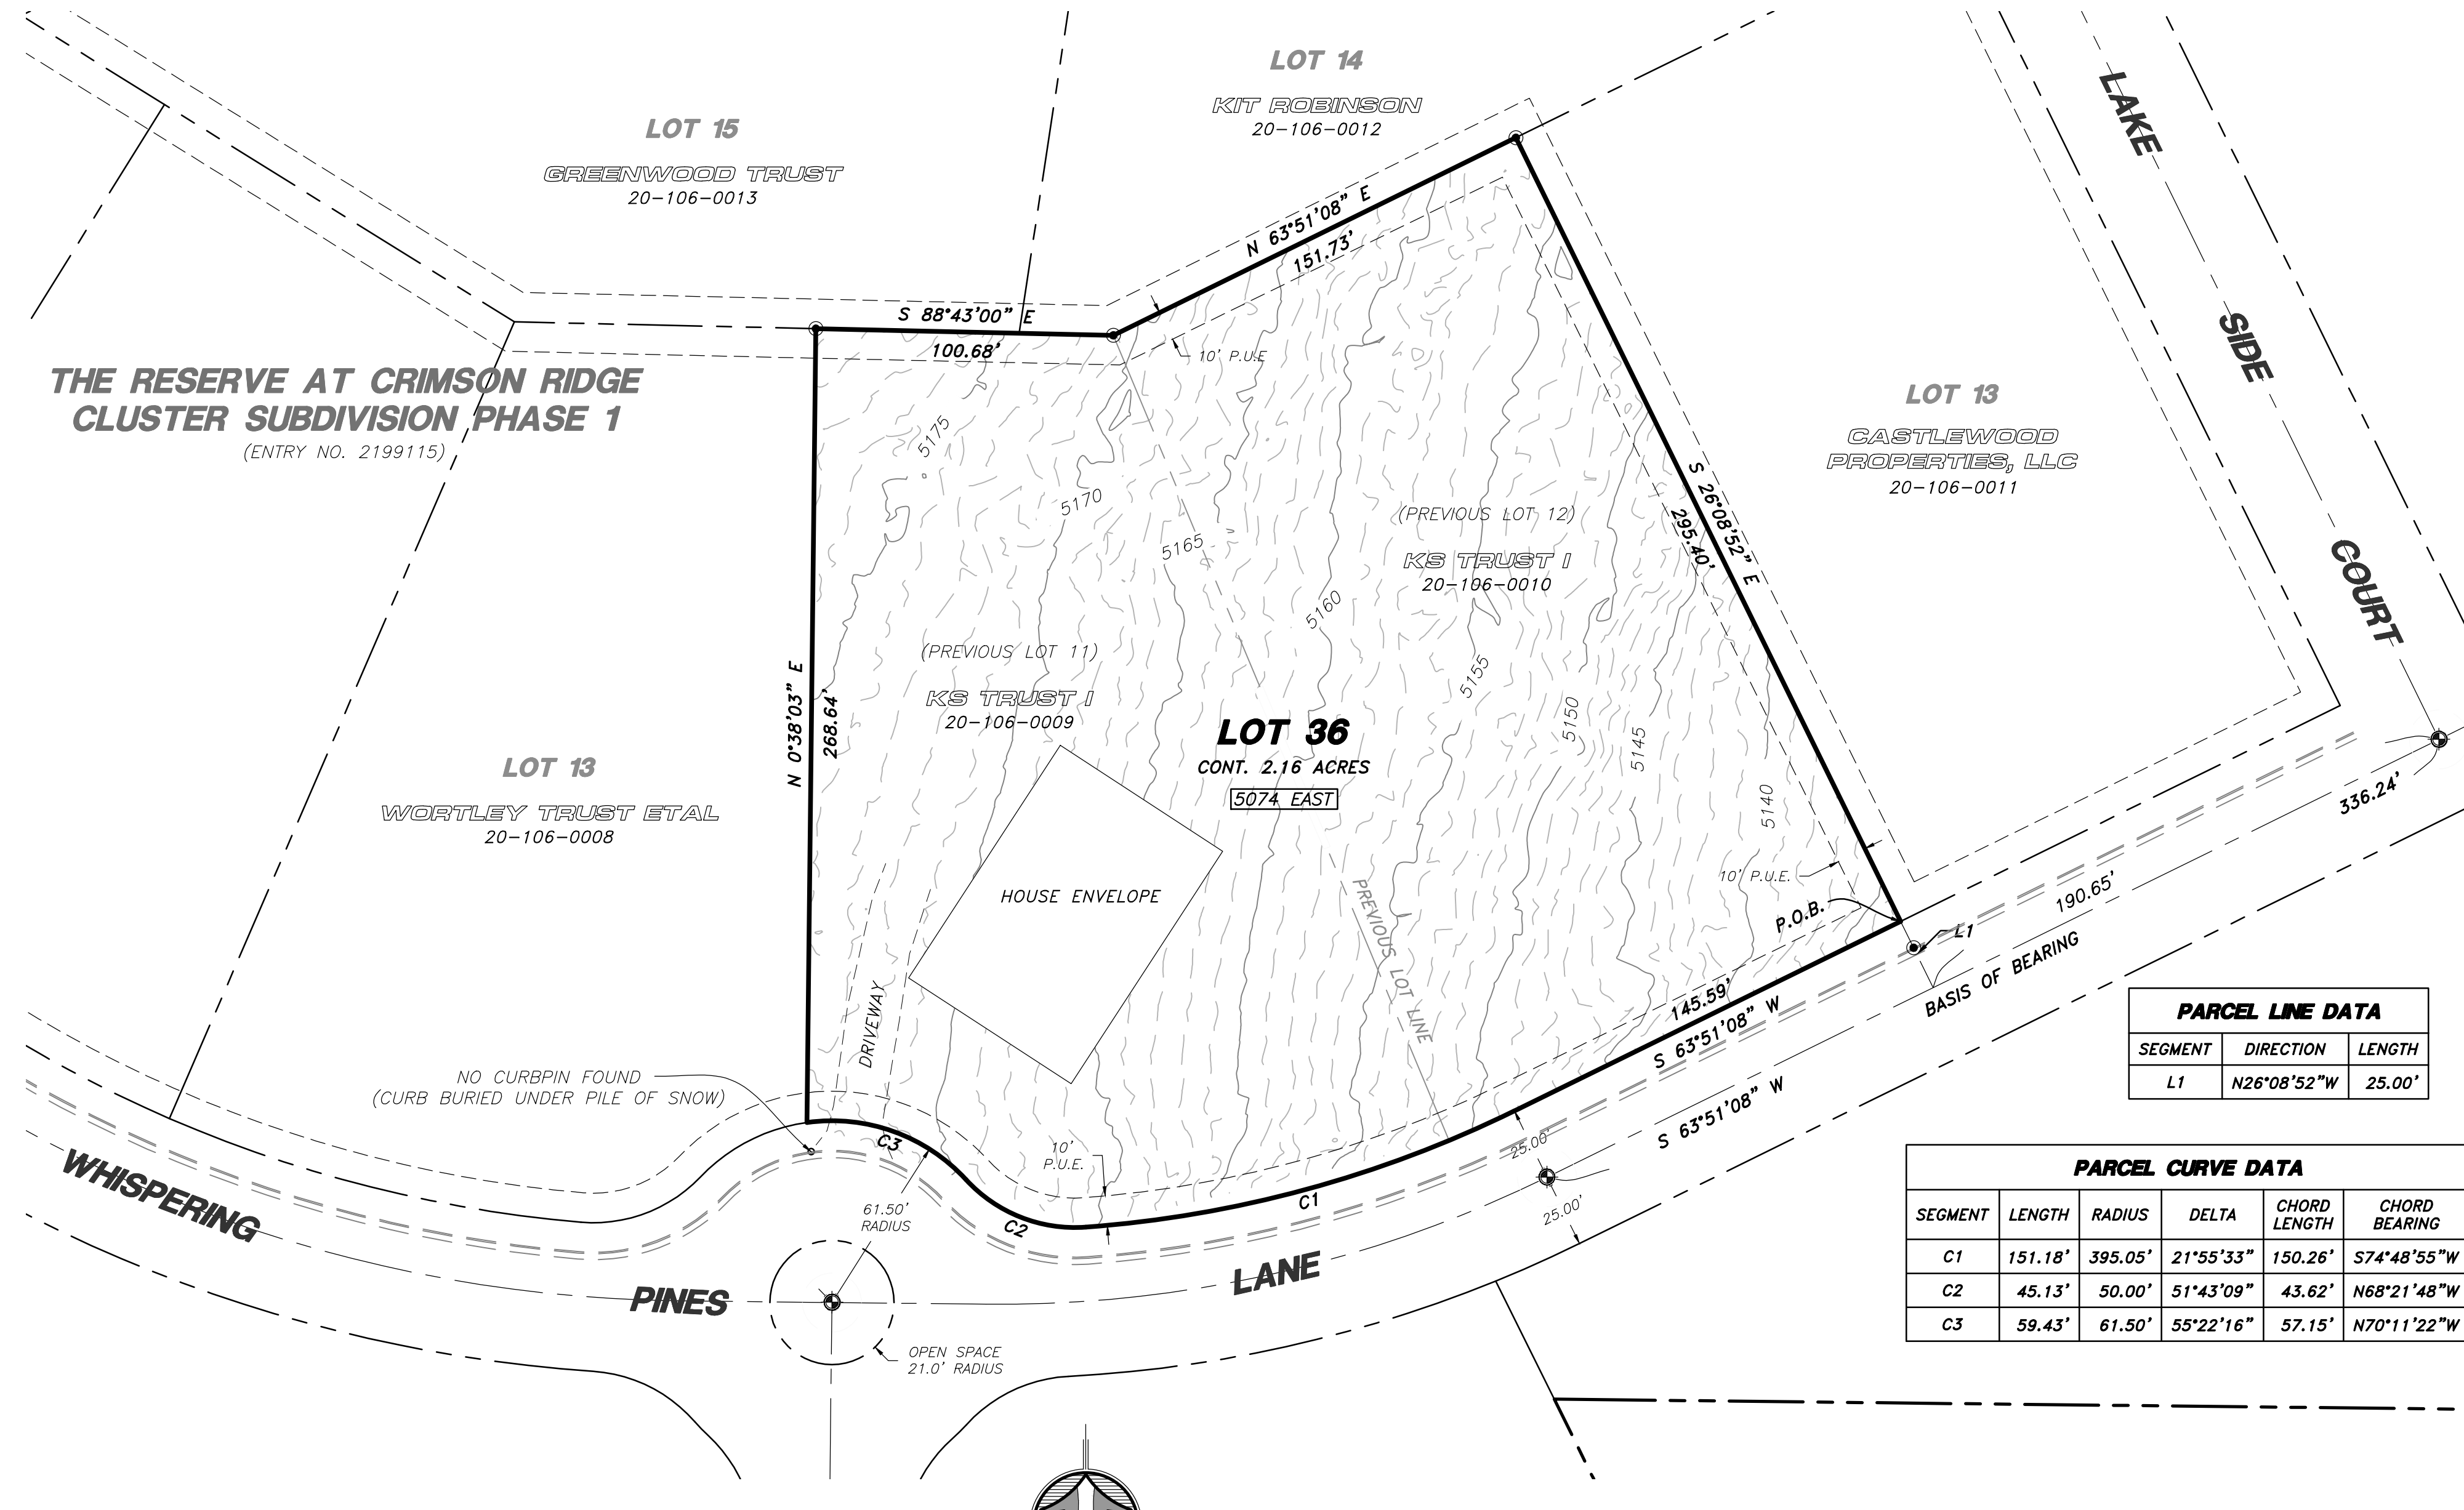 LOT 14
KIT ROBINSON
20-106-0012
LOT 15
GREENWOOD TRUST
20-106-0013
LAKE
SIDE
COURT
N 63°51'08" E
151.73'
S 88°43'00" E
100.68'
10' P.U.E
THE RESERVE AT CRIMSON RIDGE
CLUSTER SUBDIVISION PHASE 1
(ENTRY NO. 2199115)
LOT 13
CASTLEWOOD
PROPERTIES, LLC
20-106-0011
5175
5170
5165
5160
5155
5150
5145
5140
S 26°08'52" E
295.40'
(PREVIOUS LOT 12)
KS TRUST I
20-106-0010
(PREVIOUS LOT 11)
KS TRUST I
20-106-0009
N 0°38'03" E
268.64'
LOT 36
CONT. 2.16 ACRES
5074 EAST
LOT 13
WORTLEY TRUST ETAL
20-106-0008
HOUSE ENVELOPE
DRIVEWAY
PREVIOUS LOT LINE
10' P.U.E.
P.O.B.
L1
336.24'
190.65'
BASIS OF BEARING
145.59'
S 63°51'08" W
S 63°51'08" W
25.00'
25.00'
NO CURBPIN FOUND
(CURB BURIED UNDER PILE OF SNOW)
C3
C2
C1
10'
P.U.E.
61.50'
RADIUS
WHISPERING
PINES
LANE
OPEN SPACE
21.0' RADIUS
PARCEL LINE DATA
SEGMENT DIRECTION LENGTH
L1 N26°08'52"W 25.00'
PARCEL CURVE DATA
SEGMENT LENGTH RADIUS DELTA CHORD LENGTH CHORD BEARING
C1 151.18' 395.05' 21°55'33" 150.26' S74°48'55"W
C2 45.13' 50.00' 51°43'09" 43.62' N68°21'48"W
C3 59.43' 61.50' 55°22'16" 57.15' N70°11'22"W